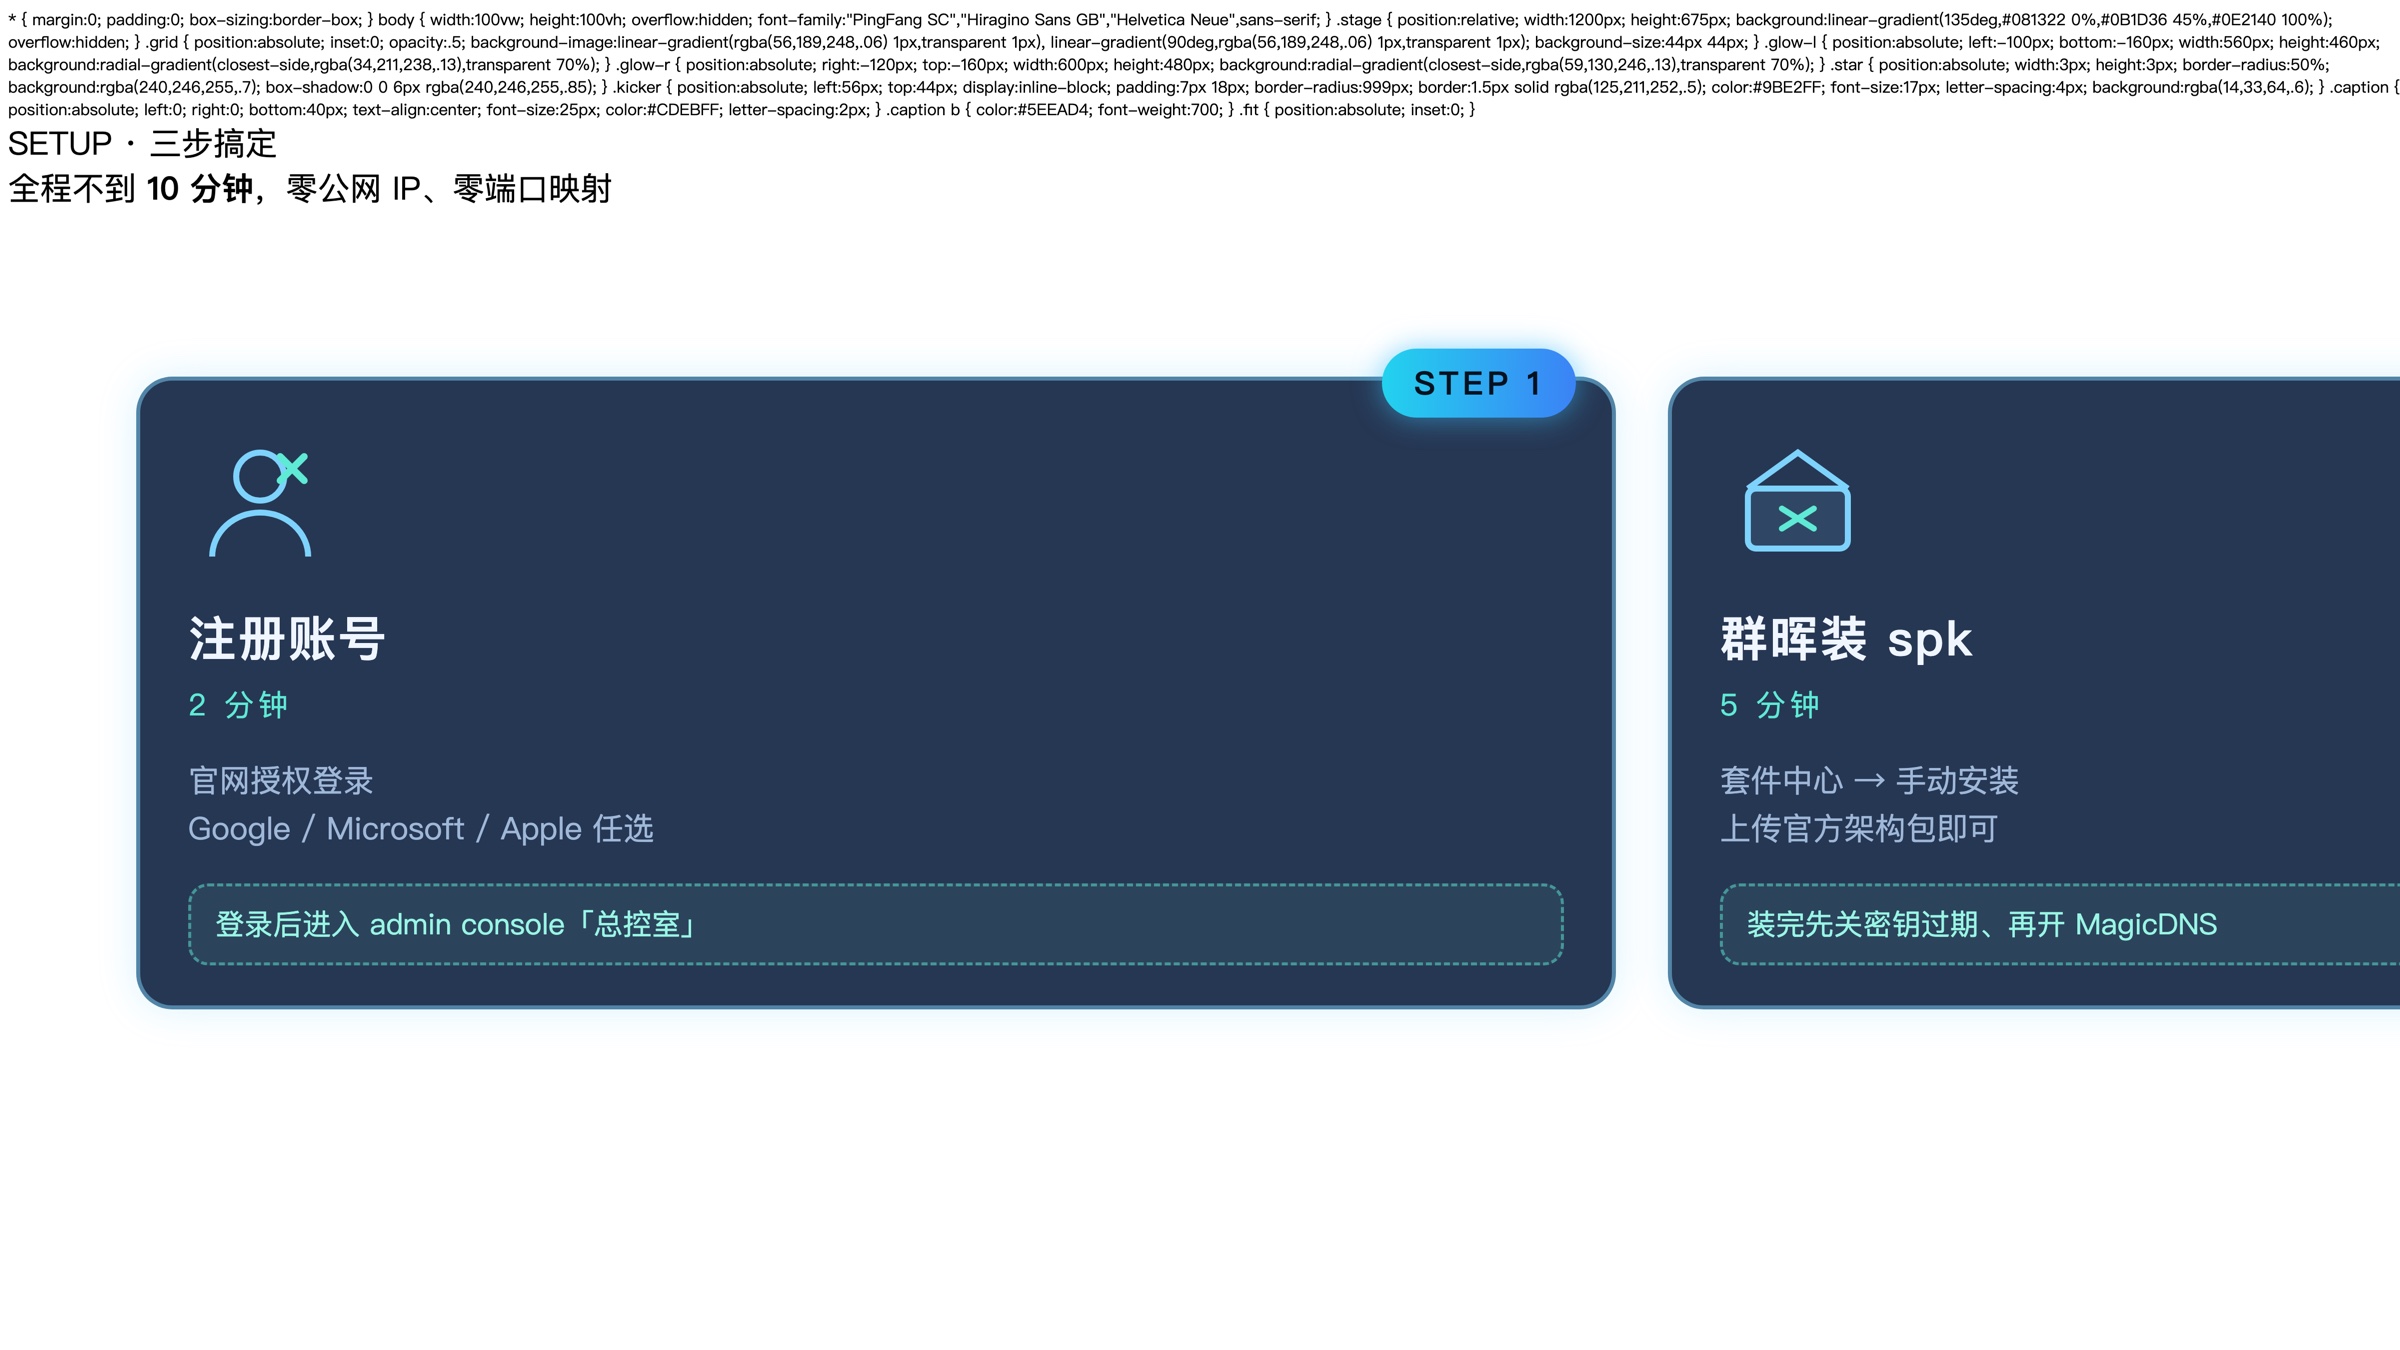 * { margin:0; padding:0; box-sizing:border-box; } body { width:100vw; height:100vh; overflow:hidden; font-family:"PingFang SC","Hiragino Sans GB","Helvetica Neue",sans-serif; } .stage { position:relative; width:1200px; height:675px; background:linear-gradient(135deg,#081322 0%,#0B1D36 45%,#0E2140 100%);
overflow:hidden; } .grid { position:absolute; inset:0; opacity:.5; background-image:linear-gradient(rgba(56,189,248,.06) 1px,transparent 1px), linear-gradient(90deg,rgba(56,189,248,.06) 1px,transparent 1px); background-size:44px 44px; } .glow-l { position:absolute; left:-100px; bottom:-160px; width:560px; height:460px;
background:radial-gradient(closest-side,rgba(34,211,238,.13),transparent 70%); } .glow-r { position:absolute; right:-120px; top:-160px; width:600px; height:480px; background:radial-gradient(closest-side,rgba(59,130,246,.13),transparent 70%); } .star { position:absolute; width:3px; height:3px; border-radius:50%;
background:rgba(240,246,255,.7); box-shadow:0 0 6px rgba(240,246,255,.85); } .kicker { position:absolute; left:56px; top:44px; display:inline-block; padding:7px 18px; border-radius:999px; border:1.5px solid rgba(125,211,252,.5); color:#9BE2FF; font-size:17px; letter-spacing:4px; background:rgba(14,33,64,.6); } .caption {
position:absolute; left:0; right:0; bottom:40px; text-align:center; font-size:25px; color:#CDEBFF; letter-spacing:2px; } .caption b { color:#5EEAD4; font-weight:700; } .fit { position:absolute; inset:0; }
SETUP · 三步搞定
全程不到 10 分钟，零公网 IP、零端口映射
STEP 1
注册账号
2 分钟
官网授权登录
Google / Microsoft / Apple 任选
登录后进入 admin console「总控室」
群晖装 spk
5 分钟
套件中心 → 手动安装
上传官方架构包即可
装完先关密钥过期、再开 MagicDNS